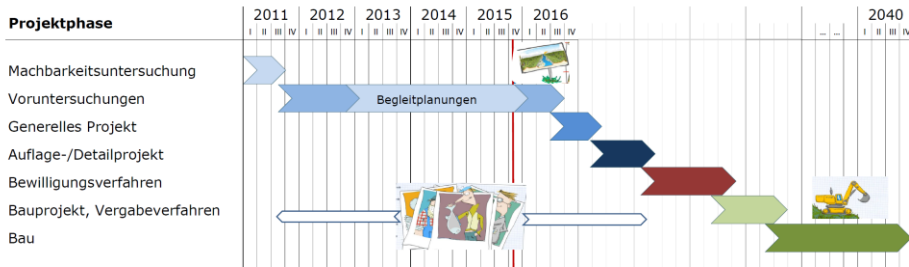 Projektphase
2011 2012 2013 2014 2015 2016 2040
I II III IV I II III IV I II III IV I II III IV I II III IV I II III IV ... ... I II III IV
Machbarkeitsuntersuchung
Voruntersuchungen
Begleitplanungen
Generelles Projekt
Auflage-/Detailprojekt
Bewilligungsverfahren
Bauprojekt, Vergabeverfahren
Bau